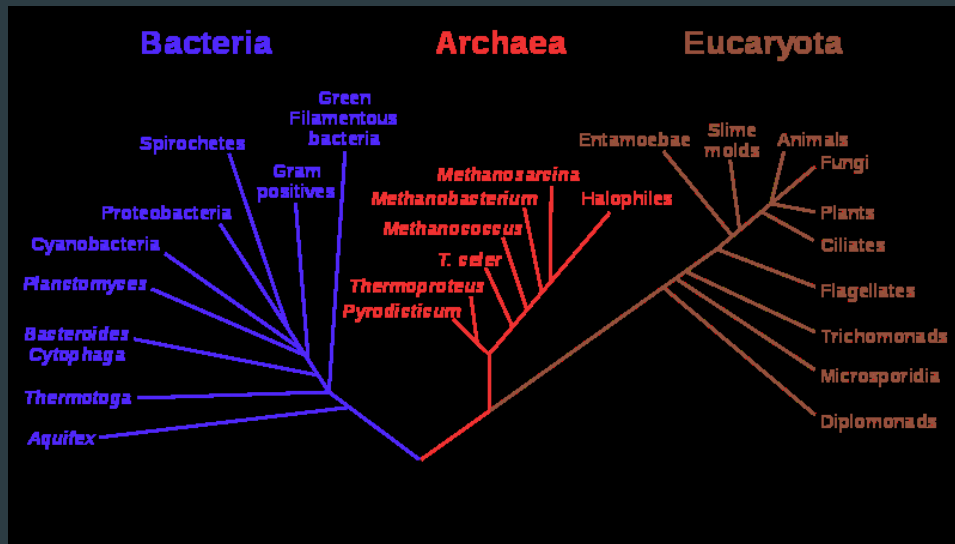 Bacteria
Archaea
Eucaryota
Green
Filamentous
bacteria
Spirochetes
Gram
positives
Proteobacteria
Cyanobacteria
Planctomyces
Bacteroides
Cytophaga
Thermotoga
Aquifex
Methanosarcina
Methanobacterium
Halophiles
Methanococcus
T. celer
Thermoproteus
Pyrodicticum
Entamoebae
Slime
molds
Animals
Fungi
Plants
Ciliates
Flagellates
Trichomonads
Microsporidia
Diplomonads